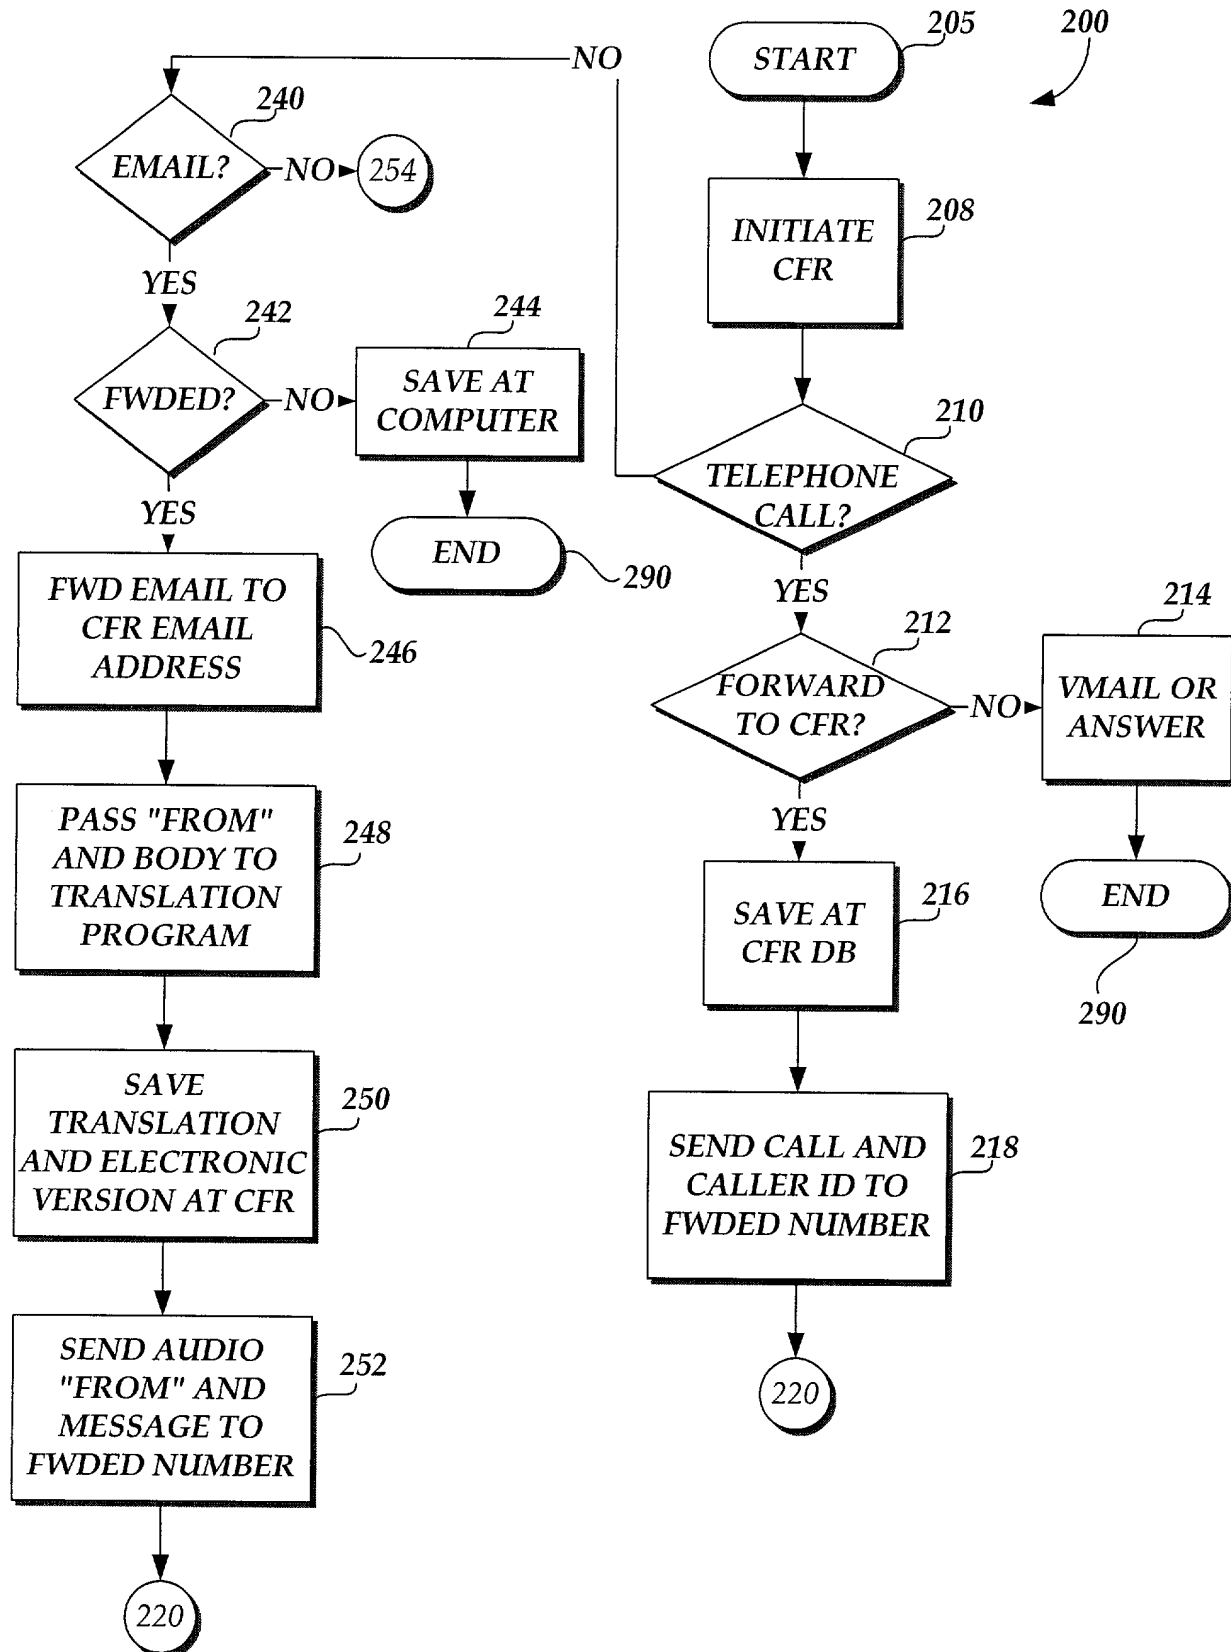 START
205
200
INITIATE
CFR
208
TELEPHONE
CALL?
210
NO
YES
FORWARD
TO CFR?
212
NO
VMAIL OR
ANSWER
214
END
290
YES
SAVE AT
CFR DB
216
SEND CALL AND
CALLER ID TO
FWDED NUMBER
218
220
EMAIL?
240
NO
254
YES
FWDED?
242
NO
SAVE AT
COMPUTER
244
END
290
YES
FWD EMAIL TO
CFR EMAIL
ADDRESS
246
PASS "FROM"
AND BODY TO
TRANSLATION
PROGRAM
248
SAVE
TRANSLATION
AND ELECTRONIC
VERSION AT CFR
250
SEND AUDIO
"FROM" AND
MESSAGE TO
FWDED NUMBER
252
220